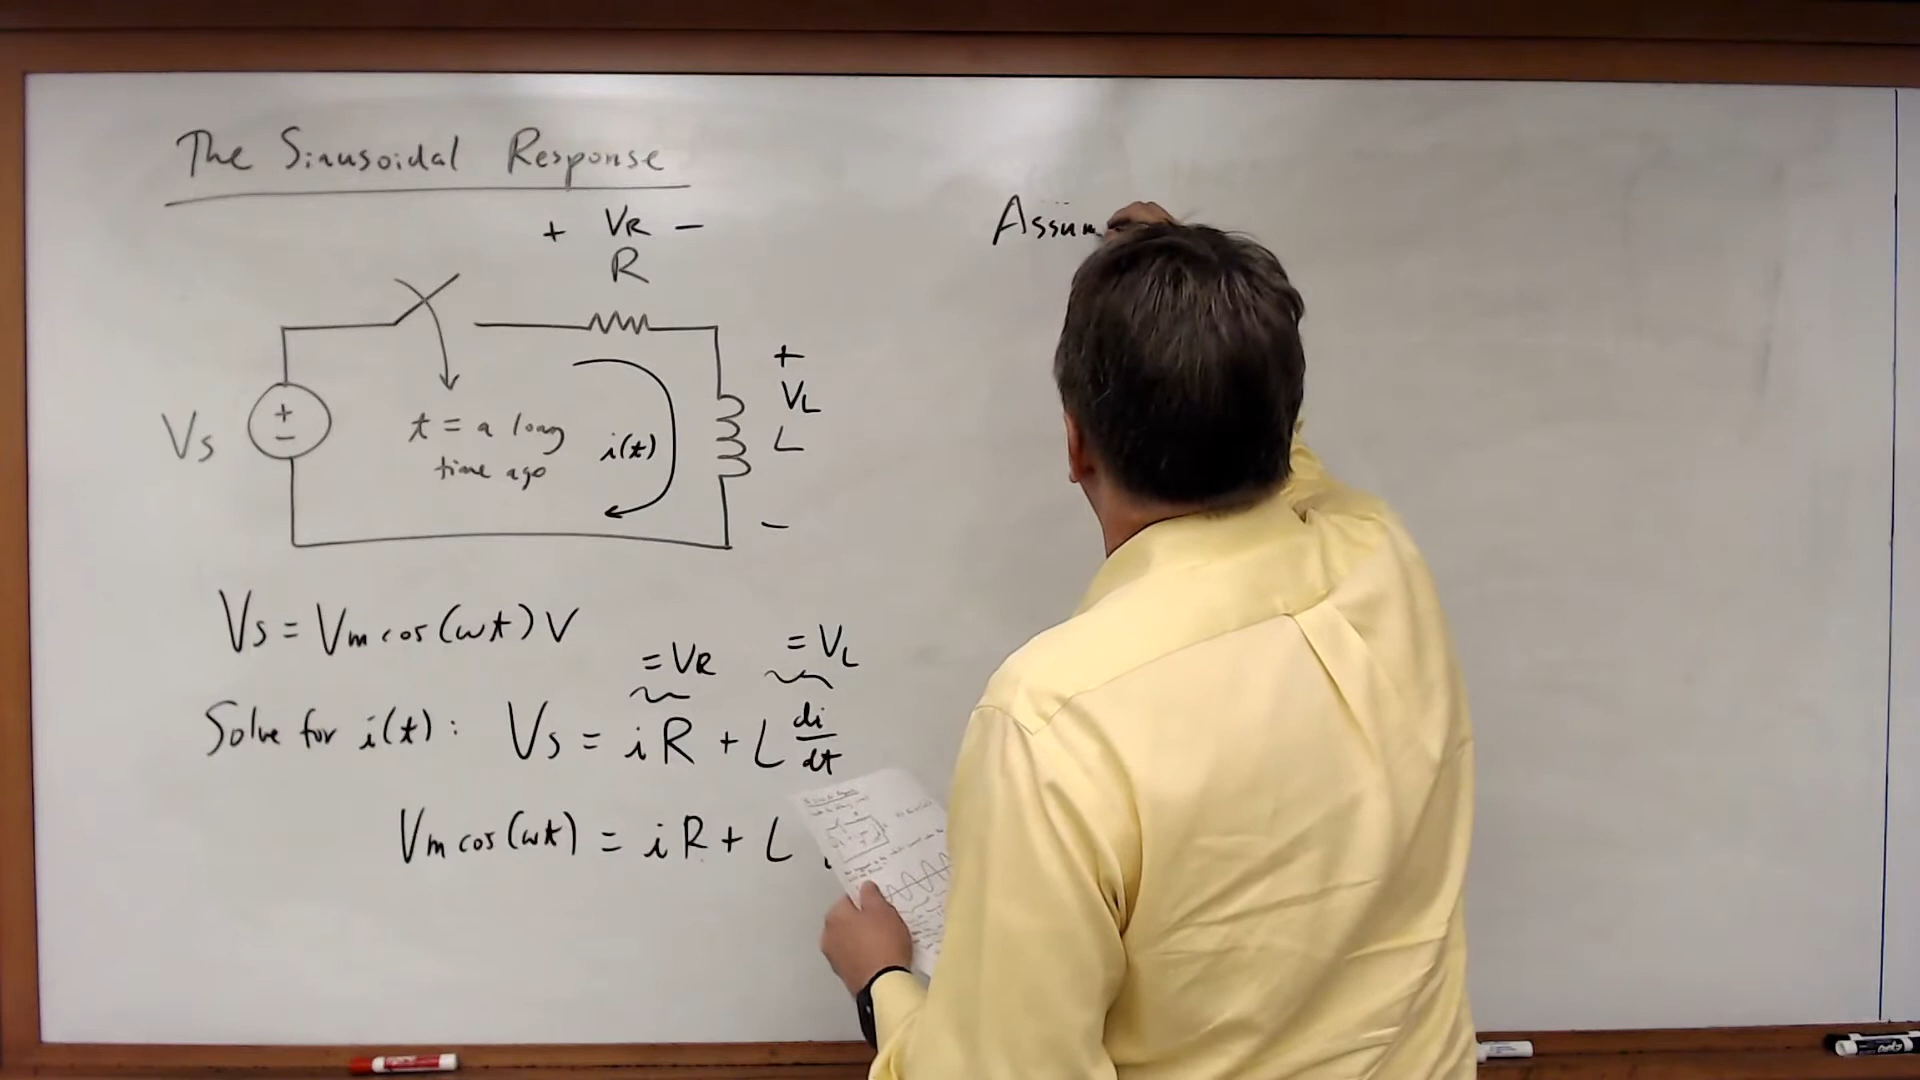 The Sinusoidal Response
+ VR −
R
+
VL
L
−
Vs
+
−
t = a long
time ago
i(t)
Vs = Vm cos(ωt) V
= VR
= VL
Solve for i(t): Vs = iR + L di/dt
Vm cos(ωt) = iR + L
Assum